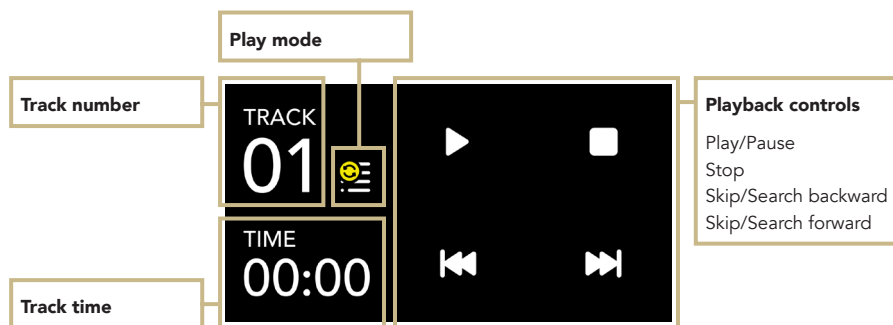 Play mode
Track number
TRACK
01
TIME
00:00
Track time
Playback controls
Play/Pause
Stop
Skip/Search backward
Skip/Search forward